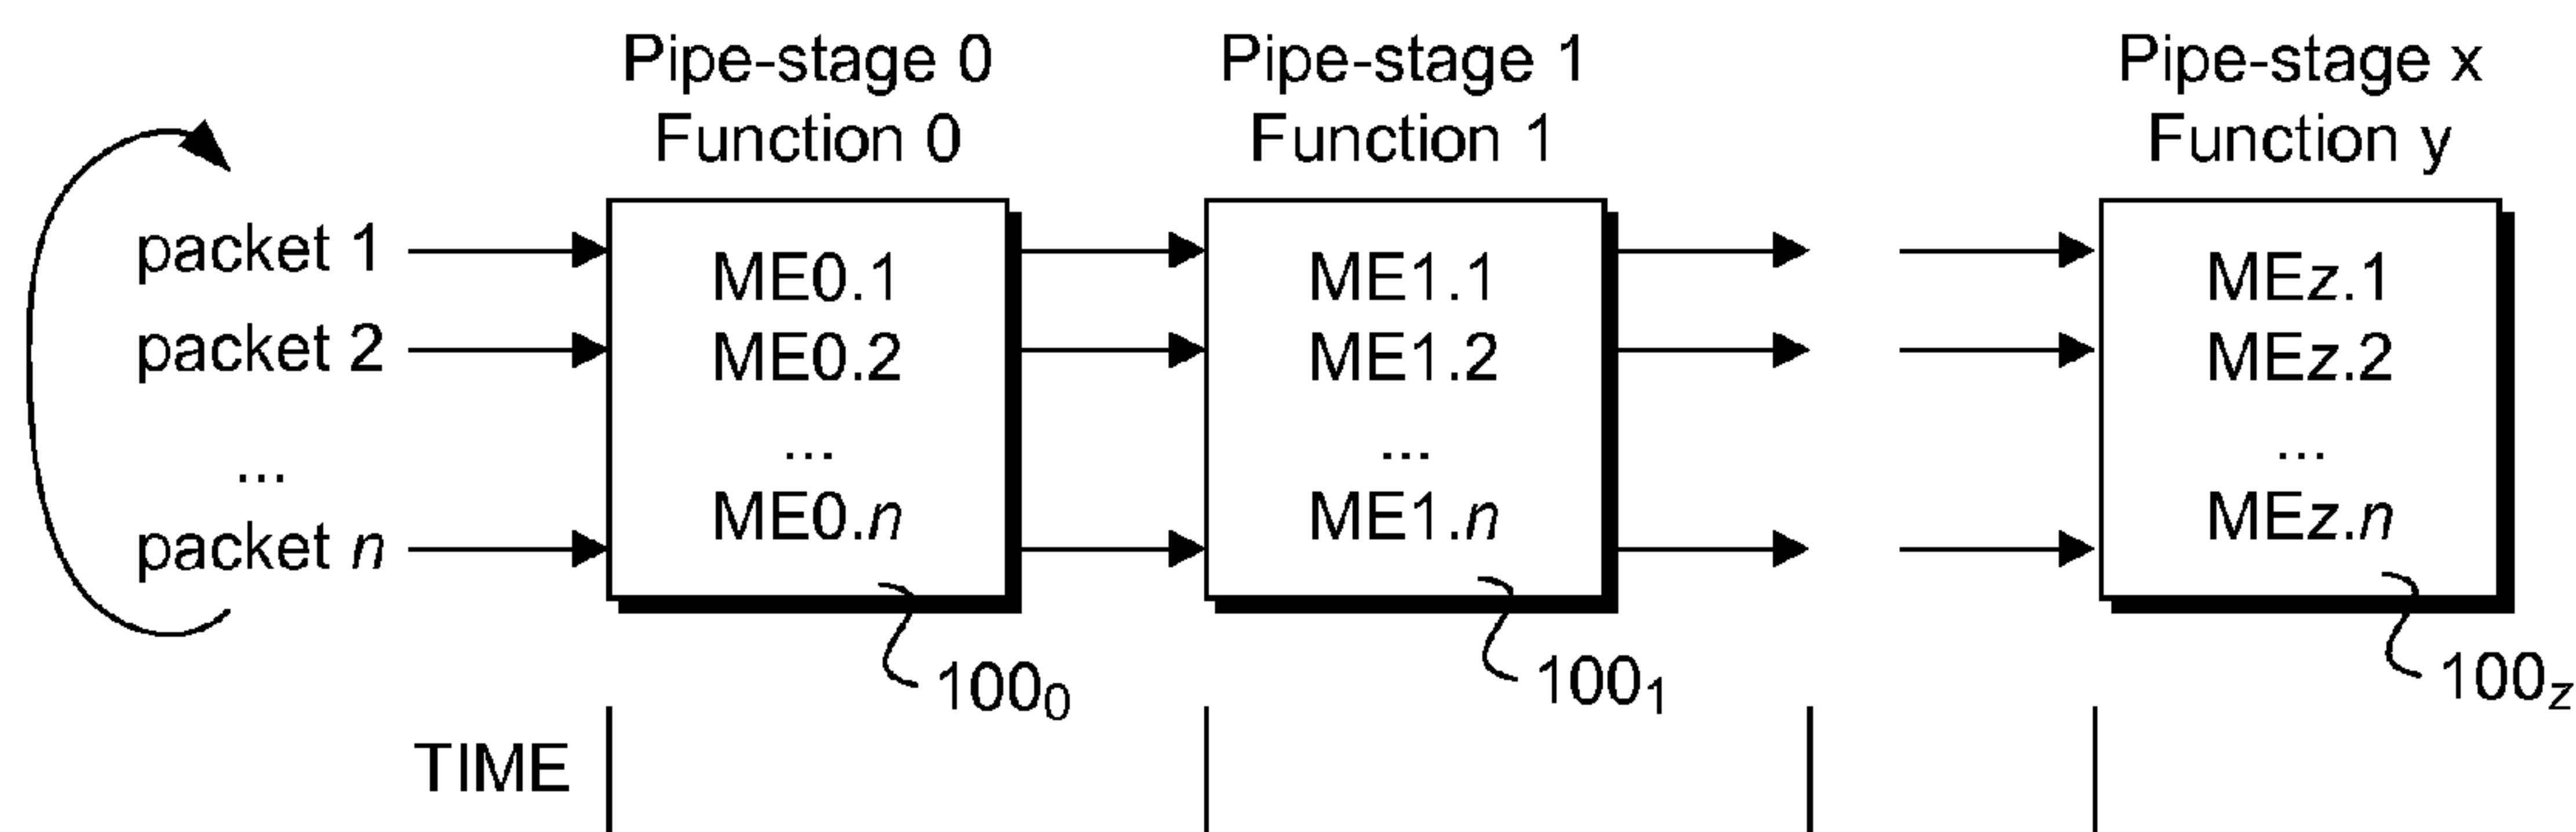 Pipe-stage 0
Function 0
Pipe-stage 1
Function 1
Pipe-stage x
Function y
packet 1
packet 2
...
packet n
ME0.1
ME0.2
...
ME0.n
ME1.1
ME1.2
...
ME1.n
MEz.1
MEz.2
...
MEz.n
100₀
100₁
100z
TIME